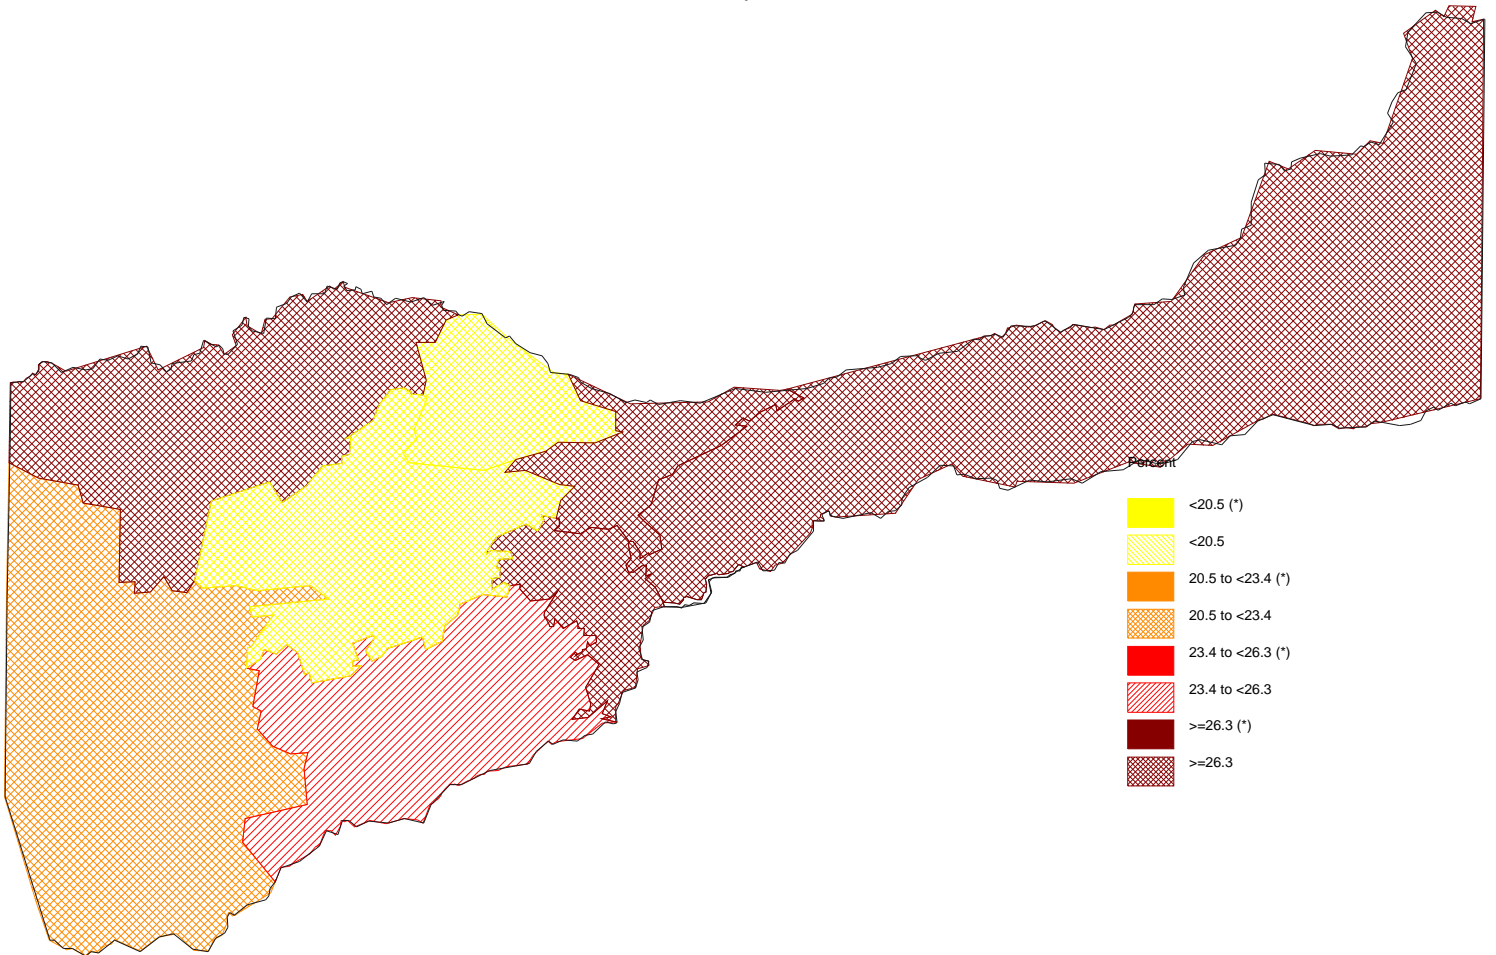 Percent
<20.5 (*)
<20.5
20.5 to <23.4 (*)
20.5 to <23.4
23.4 to <26.3 (*)
23.4 to <26.3
>=26.3 (*)
>=26.3